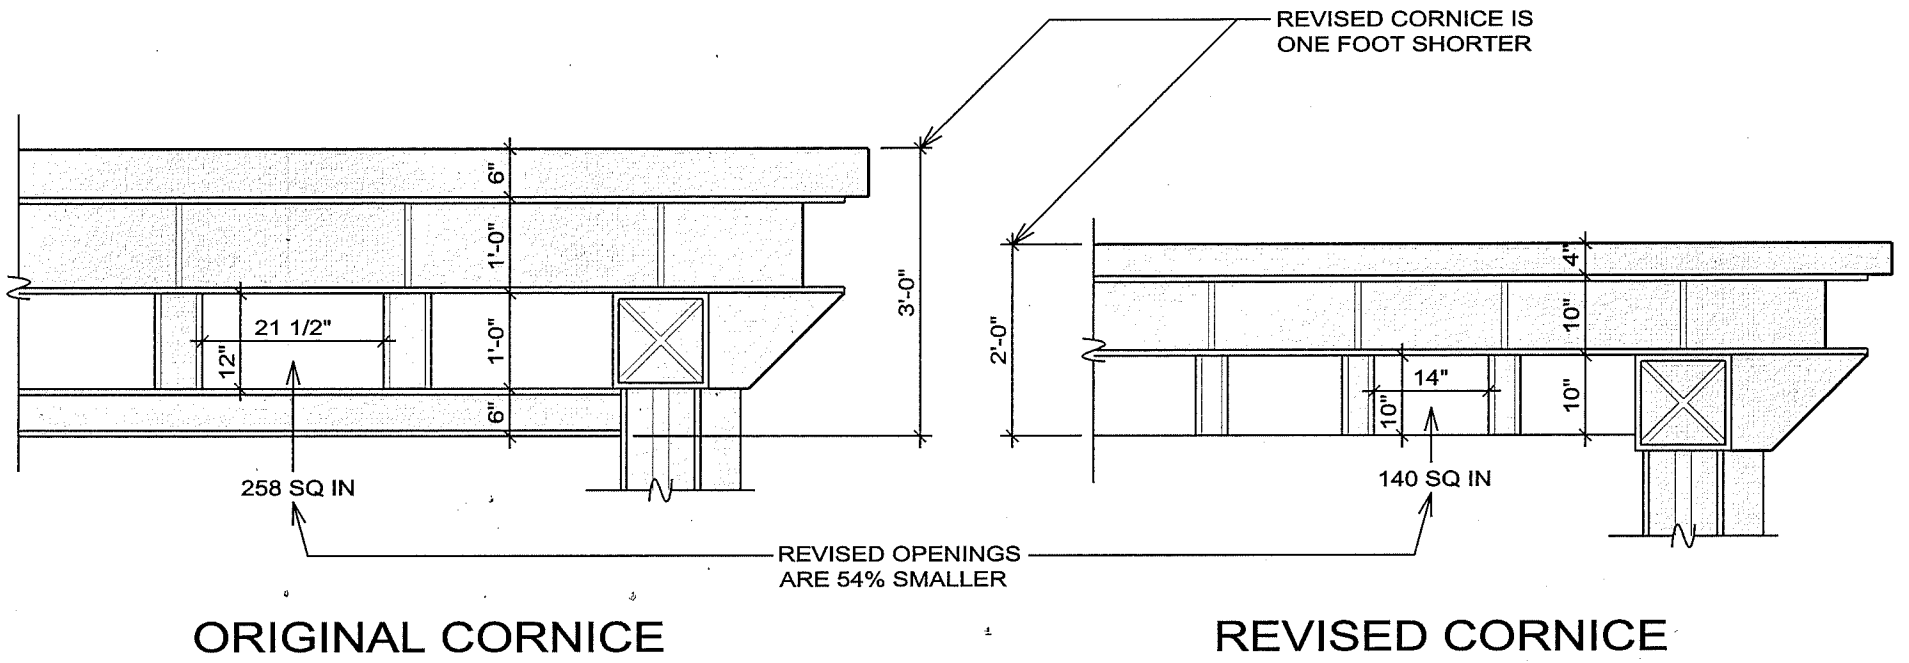 REVISED CORNICE IS
ONE FOOT SHORTER
6"
1'-0"
21 1/2"
12"
1'-0"
6"
3'-0"
258 SQ IN
2'-0"
4"
10"
14"
10"
10"
140 SQ IN
REVISED OPENINGS
ARE 54% SMALLER
ORIGINAL CORNICE
REVISED CORNICE